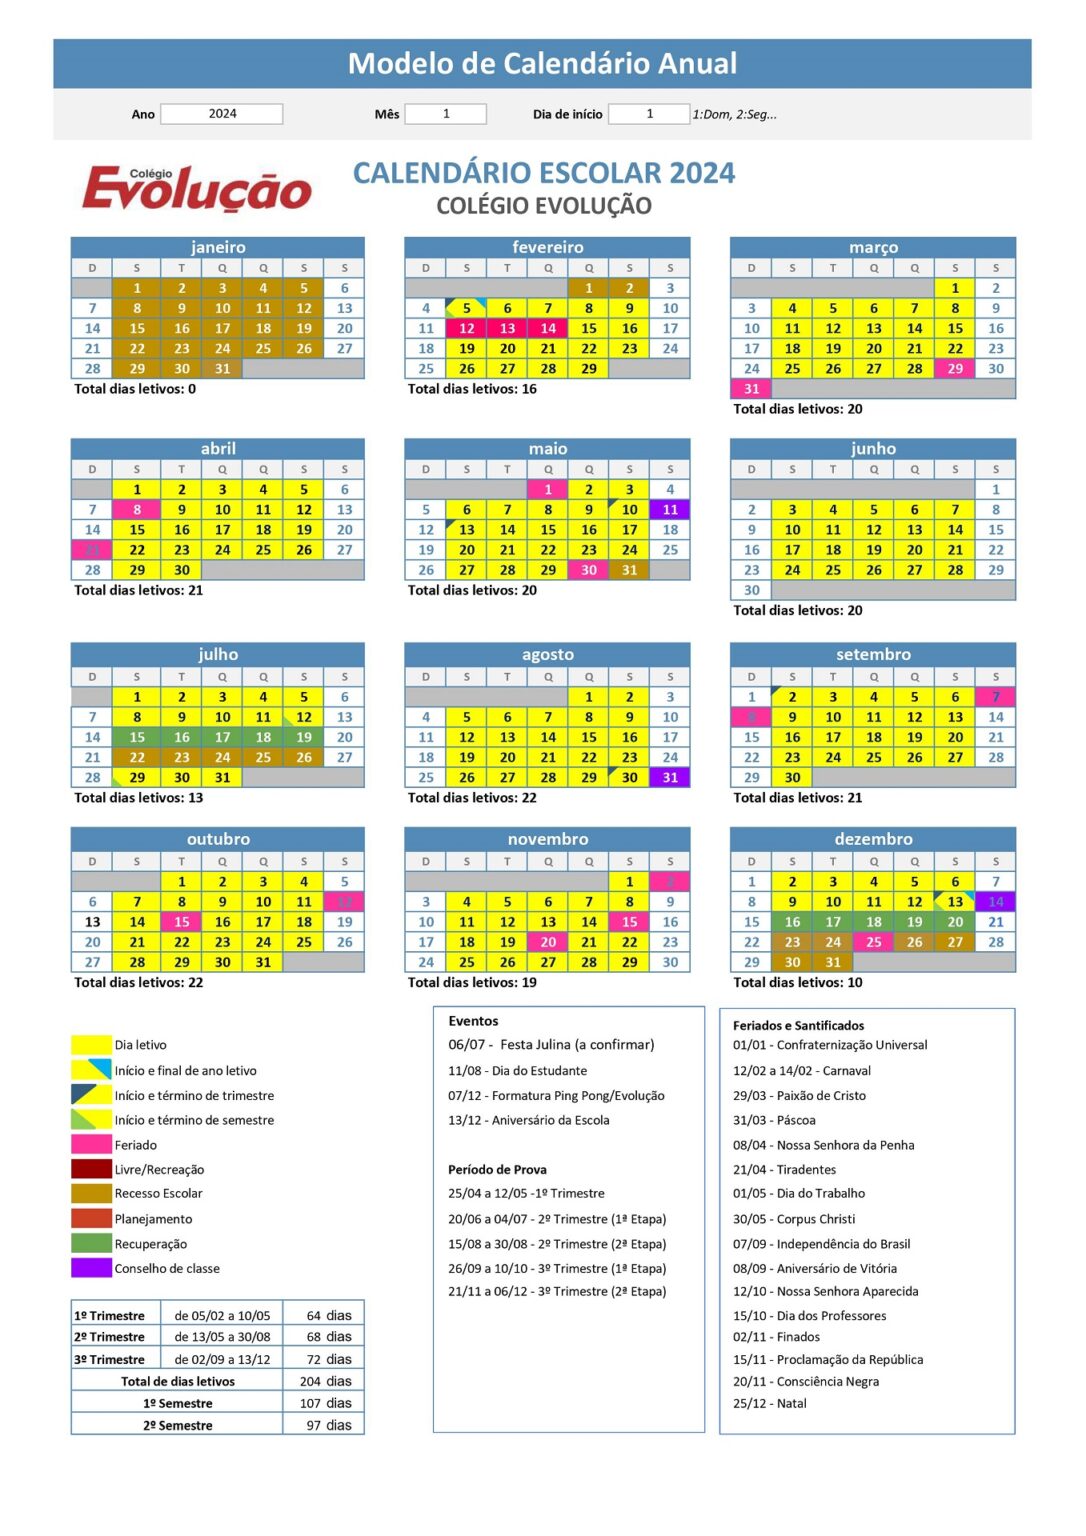 Modelo de Calendário Anual
Ano 2024 Mês 1 Dia de início 1 1:Dom, 2:Seg...
Colégio
Evolução
CALENDÁRIO ESCOLAR 2024
COLÉGIO EVOLUÇÃO
janeiro
D S T Q Q S S
1 2 3 4 5 6
7 8 9 10 11 12 13
14 15 16 17 18 19 20
21 22 23 24 25 26 27
28 29 30 31
Total dias letivos: 0
fevereiro
D S T Q Q S S
1 2 3
4 5 6 7 8 9 10
11 12 13 14 15 16 17
18 19 20 21 22 23 24
25 26 27 28 29
Total dias letivos: 16
março
D S T Q Q S S
1 2
3 4 5 6 7 8 9
10 11 12 13 14 15 16
17 18 19 20 21 22 23
24 25 26 27 28 29 30
31
Total dias letivos: 20
abril
D S T Q Q S S
1 2 3 4 5 6
7 8 9 10 11 12 13
14 15 16 17 18 19 20
21 22 23 24 25 26 27
28 29 30
Total dias letivos: 21
maio
D S T Q Q S S
1 2 3 4
5 6 7 8 9 10 11
12 13 14 15 16 17 18
19 20 21 22 23 24 25
26 27 28 29 30 31
Total dias letivos: 20
junho
D S T Q Q S S
1
2 3 4 5 6 7 8
9 10 11 12 13 14 15
16 17 18 19 20 21 22
23 24 25 26 27 28 29
30
Total dias letivos: 20
julho
D S T Q Q S S
1 2 3 4 5 6
7 8 9 10 11 12 13
14 15 16 17 18 19 20
21 22 23 24 25 26 27
28 29 30 31
Total dias letivos: 13
agosto
D S T Q Q S S
1 2 3
4 5 6 7 8 9 10
11 12 13 14 15 16 17
18 19 20 21 22 23 24
25 26 27 28 29 30 31
Total dias letivos: 22
setembro
D S T Q Q S S
1 2 3 4 5 6 7
8 9 10 11 12 13 14
15 16 17 18 19 20 21
22 23 24 25 26 27 28
29 30
Total dias letivos: 21
outubro
D S T Q Q S S
1 2 3 4 5
6 7 8 9 10 11 12
13 14 15 16 17 18 19
20 21 22 23 24 25 26
27 28 29 30 31
Total dias letivos: 22
novembro
D S T Q Q S S
1 2
3 4 5 6 7 8 9
10 11 12 13 14 15 16
17 18 19 20 21 22 23
24 25 26 27 28 29 30
Total dias letivos: 19
dezembro
D S T Q Q S S
1 2 3 4 5 6 7
8 9 10 11 12 13 14
15 16 17 18 19 20 21
22 23 24 25 26 27 28
29 30 31
Total dias letivos: 10
Dia letivo
Início e final de ano letivo
Início e término de trimestre
Início e término de semestre
Feriado
Livre/Recreação
Recesso Escolar
Planejamento
Recuperação
Conselho de classe
1º Trimestre de 05/02 a 10/05 64 dias
2º Trimestre de 13/05 a 30/08 68 dias
3º Trimestre de 02/09 a 13/12 72 dias
Total de dias letivos 204 dias
1º Semestre 107 dias
2º Semestre 97 dias
Eventos
06/07 - Festa Julina (a confirmar)
11/08 - Dia do Estudante
07/12 - Formatura Ping Pong/Evolução
13/12 - Aniversário da Escola
Período de Prova
25/04 a 12/05 -1º Trimestre
20/06 a 04/07 - 2º Trimestre (1ª Etapa)
15/08 a 30/08 - 2º Trimestre (2ª Etapa)
26/09 a 10/10 - 3º Trimestre (1ª Etapa)
21/11 a 06/12 - 3º Trimestre (2ª Etapa)
Feriados e Santificados
01/01 - Confraternização Universal
12/02 a 14/02 - Carnaval
29/03 - Paixão de Cristo
31/03 - Páscoa
08/04 - Nossa Senhora da Penha
21/04 - Tiradentes
01/05 - Dia do Trabalho
30/05 - Corpus Christi
07/09 - Independência do Brasil
08/09 - Aniversário de Vitória
12/10 - Nossa Senhora Aparecida
15/10 - Dia dos Professores
02/11 - Finados
15/11 - Proclamação da República
20/11 - Consciência Negra
25/12 - Natal